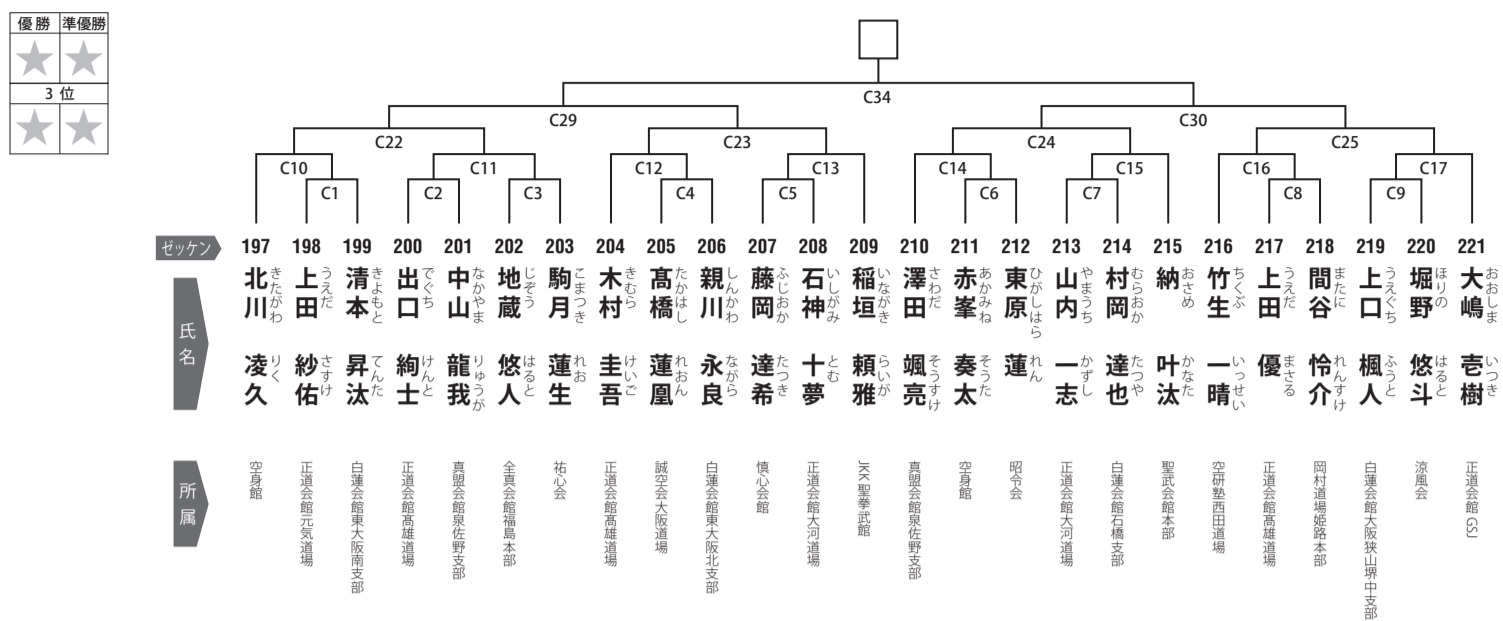 優勝 準優勝
3 位
C34
C29 C30
C22 C23 C24 C25
C10 C11 C12 C13 C14 C15 C16 C17
C1 C2 C3 C4 C5 C6 C7 C8 C9
ゼッケン 197 198 199 200 201 202 203 204 205 206 207 208 209 210 211 212 213 214 215 216 217 218 219 220 221
氏名
北川 凌久 きたがわ りく
上田 紗佑 うえだ さすけ
清本 昇汰 きよもと てんた
出口 絢士 でぐち けんと
中山 龍我 なかやま りゅうが
地蔵 悠人 じぞう はると
駒月 蓮生 こまつき れお
木村 圭吾 きむら けいご
髙橋 蓮凰 たかはし れおん
親川 永良 しんかわ ながら
藤岡 達希 ふじおか たつき
石神 十夢 いしがみ とむ
稲垣 頼雅 いながき らいが
澤田 颯亮 さわだ そうすけ
赤峯 奏太 あかみね そうた
東原 蓮 ひがしはら れん
山内 一志 やまうち かずし
村岡 達也 むらおか たつや
納 叶汰 おさめ かなた
竹生 一晴 ちくぶ いっせい
上田 優 うえだ まさる
間谷 怜介 またに れんすけ
上口 楓人 うえぐち ふうと
堀野 悠斗 ほりの はると
大嶋 壱樹 おおしま いつき
所属
空身館
正道会館元気道場
白蓮会館東大阪南支部
正道会館髙雄道場
真盟会館泉佐野支部
全真会館福島本部
祐心会
正道会館髙雄道場
誠空会大阪道場
白蓮会館東大阪北支部
慎心会館
正道会館大河道場
JKK 聖拳武館
真盟会館泉佐野支部
空身館
昭令会
正道会館大河道場
白蓮会館石橋支部
聖武会館本部
空研塾西田道場
正道会館髙雄道場
岡村道場姫路本部
白蓮会館大阪狭山堺中支部
涼風会
正道会館 GSJ